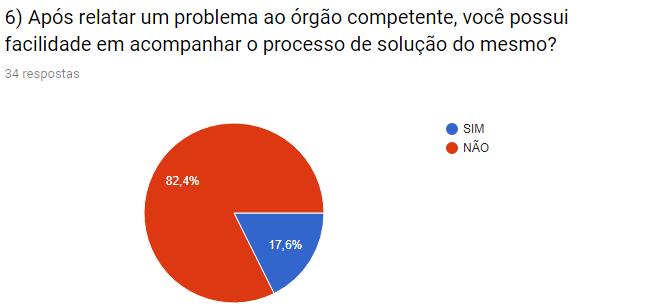 6) Após relatar um problema ao órgão competente, você possui
facilidade em acompanhar o processo de solução do mesmo?
34 respostas
SIM
NÃO
82,4%
17,6%